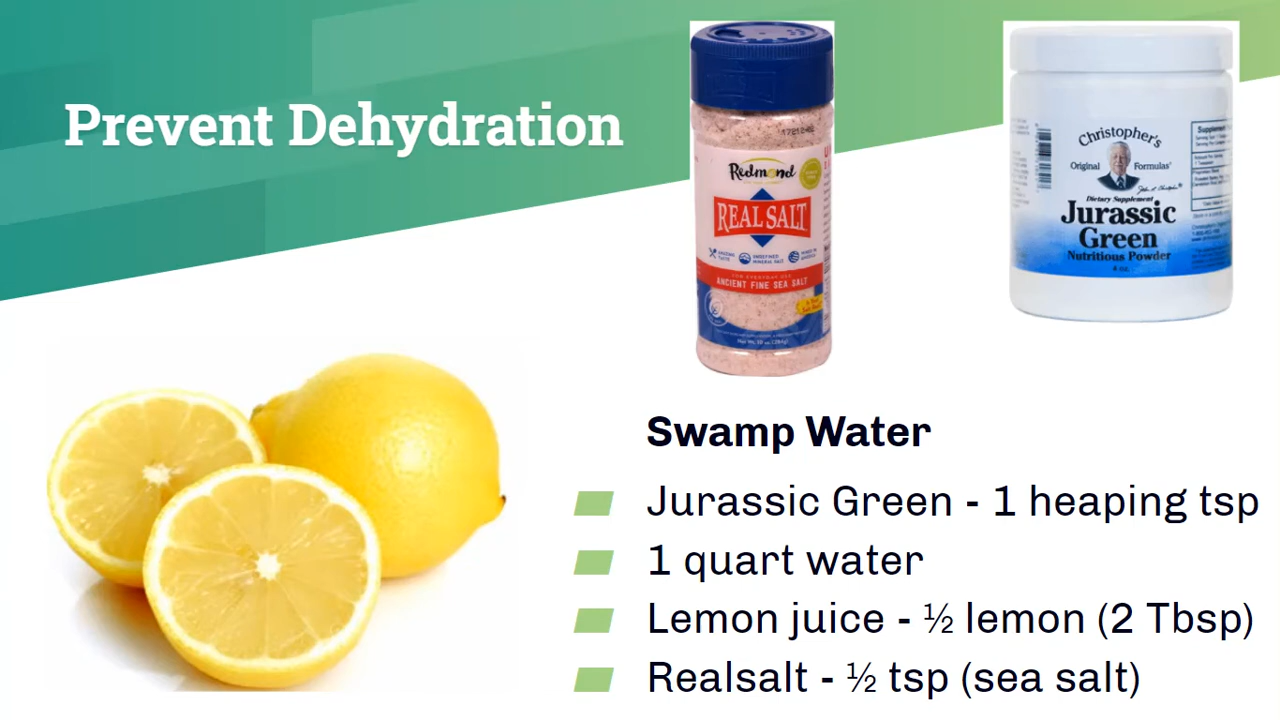 Prevent Dehydration
Redmond
REAL SALT
ANCIENT FINE SEA SALT
Christopher's
Original Formulas
Dietary Supplement
Jurassic
Green
Nutritious Powder
Swamp Water
Jurassic Green - 1 heaping tsp
1 quart water
Lemon juice - ½ lemon (2 Tbsp)
Realsalt - ½ tsp (sea salt)